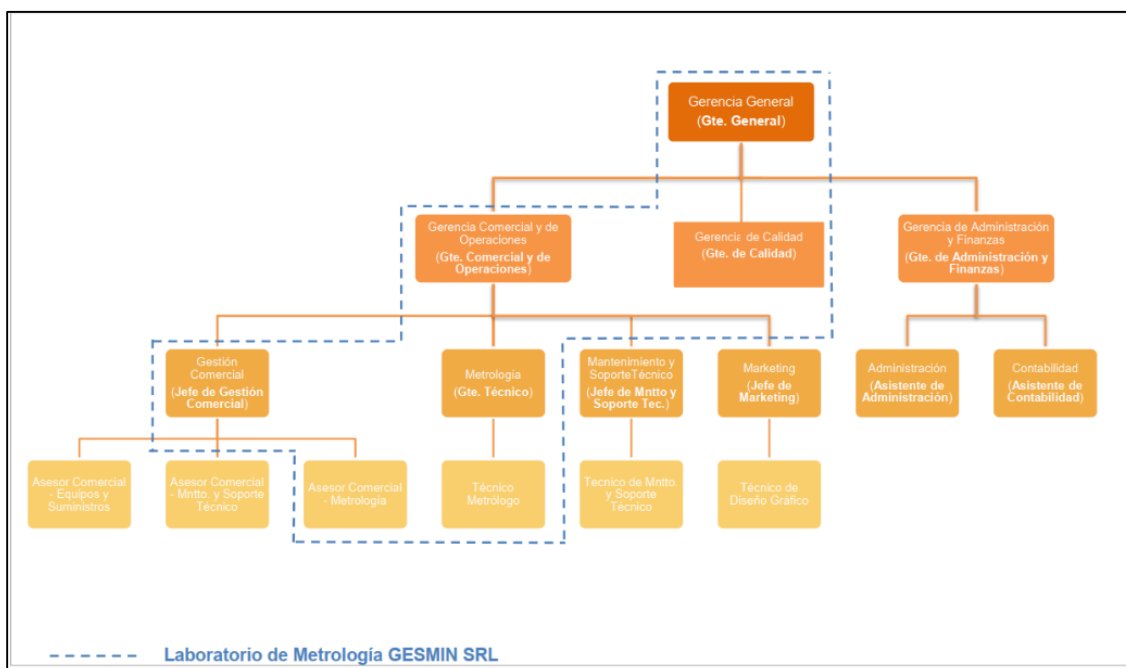 Gerencia General
(Gte. General)
Gerencia Comercial y de
Operaciones
(Gte. Comercial y de
Operaciones)
Gerencia de Calidad
(Gte. de Calidad)
Gerencia de Administración
y Finanzas
(Gte. de Administración y
Finanzas)
Gestión
Comercial
(Jefe de Gestión
Comercial)
Metrología
(Gte. Técnico)
Mantenimiento y
SoporteTécnico
(Jefe de Mntto y
Soporte Tec.)
Marketing
(Jefe de
Marketing)
Administración
(Asistente de
Administración)
Contabilidad
(Asistente de
Contabilidad)
Asesor Comercial
- Equipos y
Suministros
Asesor Comercial
- Mntto. y Soporte
Técnico
Asesor Comercial
- Metrología
Técnico
Metrólogo
Tecnico de Mntto.
y Soporte
Técnico
Técnico de
Diseño Gráfico
Laboratorio de Metrología GESMIN SRL